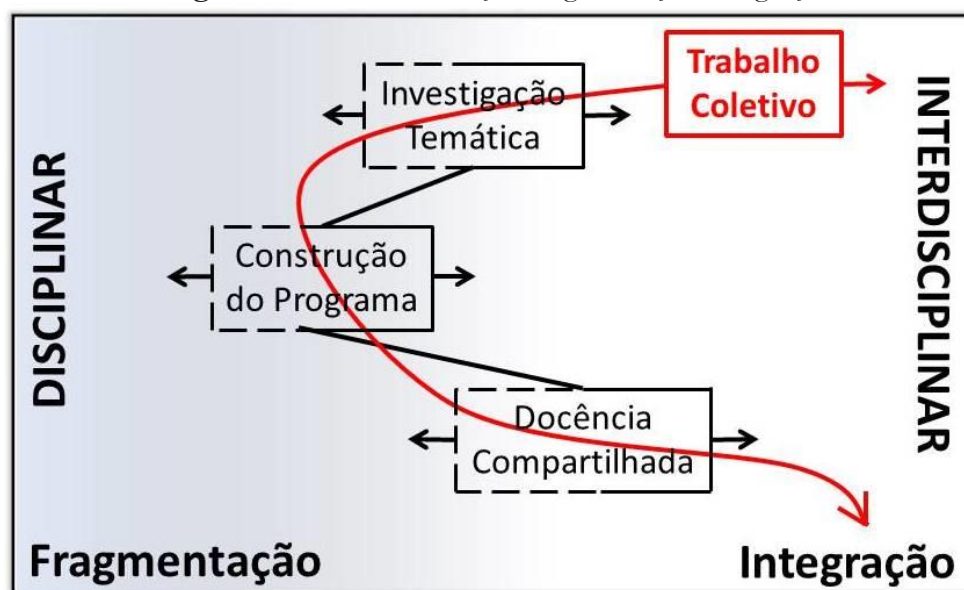 Trabalho
Coletivo
Investigação
Temática
DISCIPLINAR
INTERDISCIPLINAR
Construção
do Programa
Docência
Compartilhada
Fragmentação
Integração